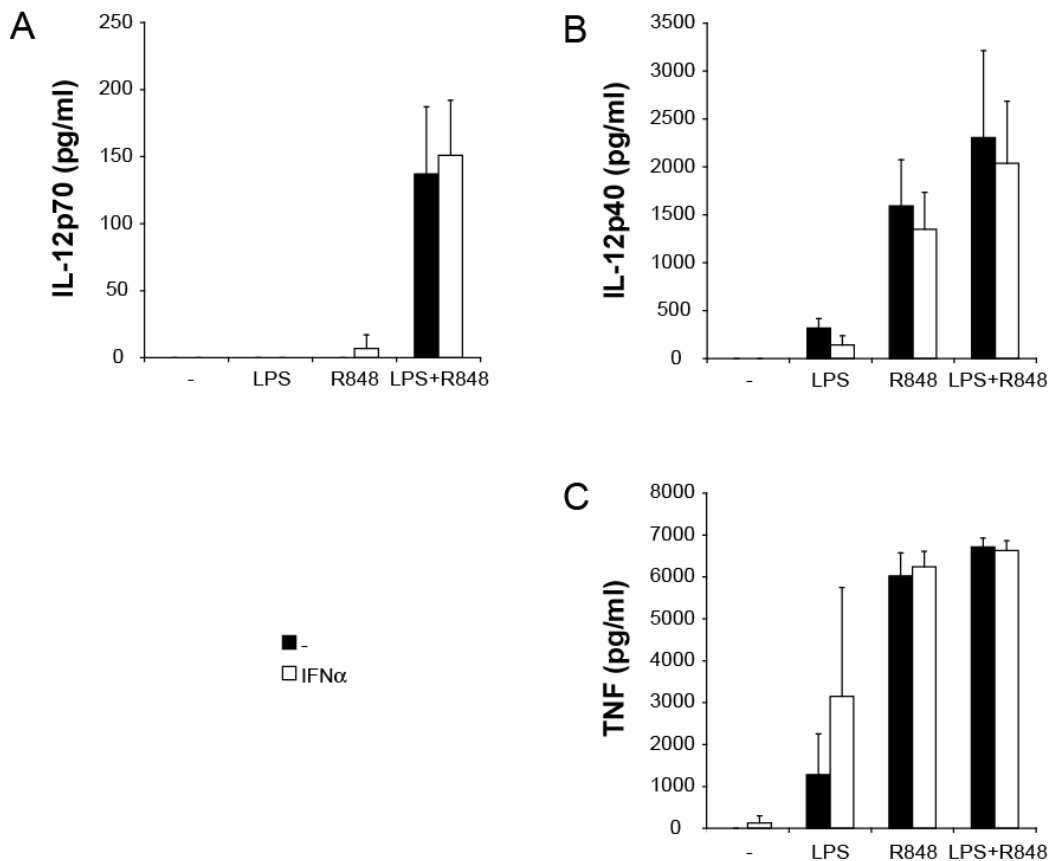 A
IL-12p70 (pg/ml)
250
200
150
100
50
0
- LPS R848 LPS+R848
B
IL-12p40 (pg/ml)
3500
3000
2500
2000
1500
1000
500
0
- LPS R848 LPS+R848
-
IFNα
C
TNF (pg/ml)
8000
7000
6000
5000
4000
3000
2000
1000
0
- LPS R848 LPS+R848